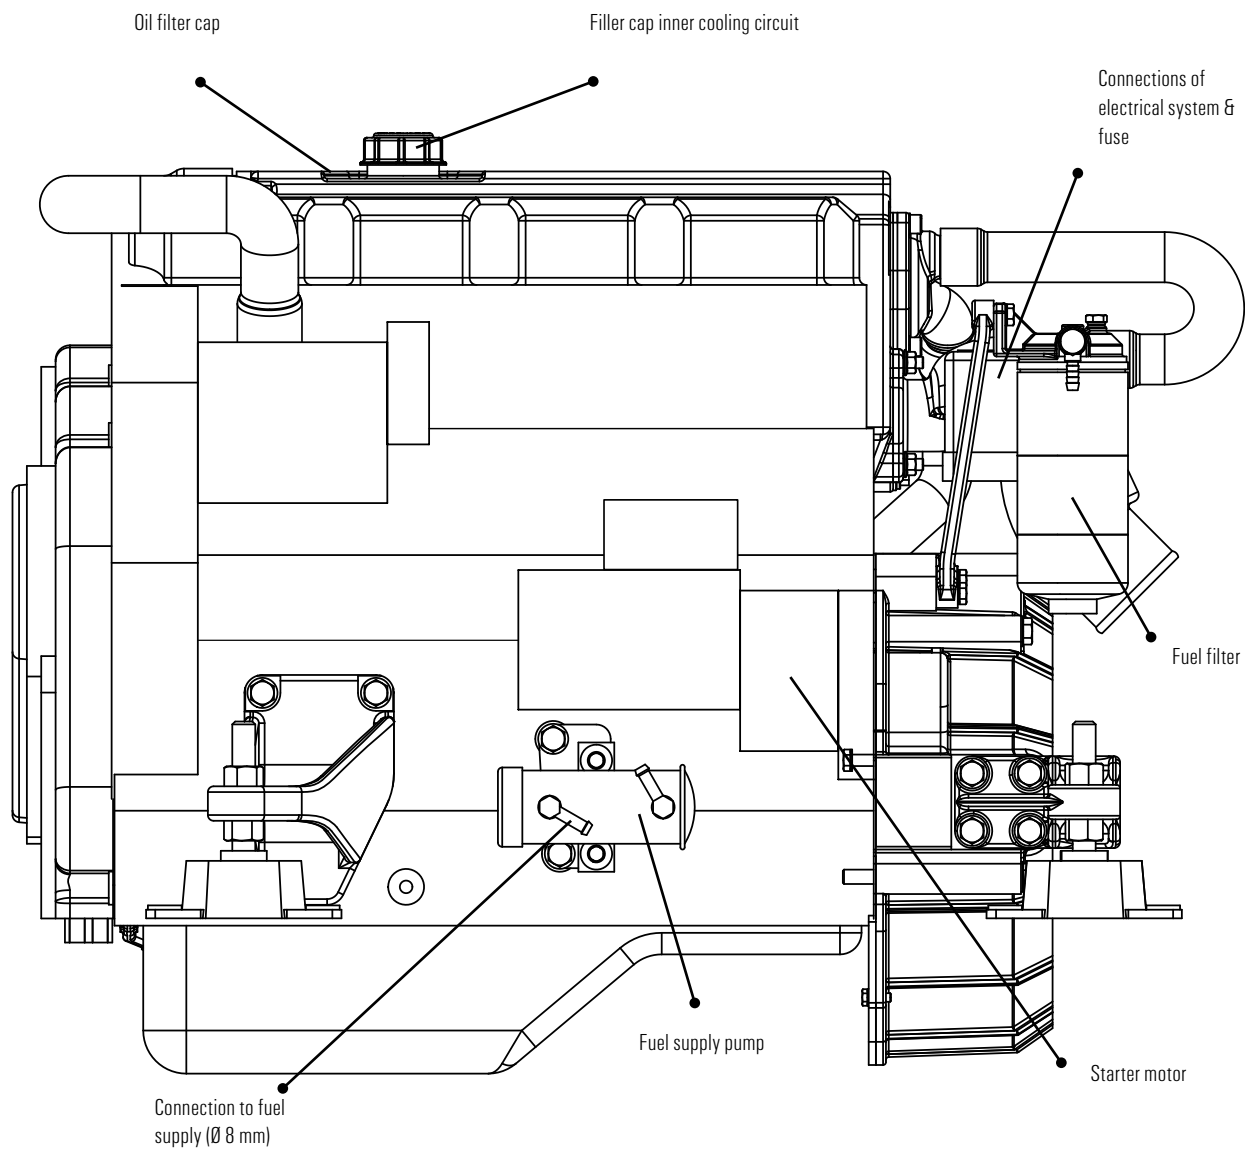 Oil filter cap
Filler cap inner cooling circuit
Connections of
electrical system &
fuse
Fuel filter
Fuel supply pump
Starter motor
Connection to fuel
supply (Ø 8 mm)